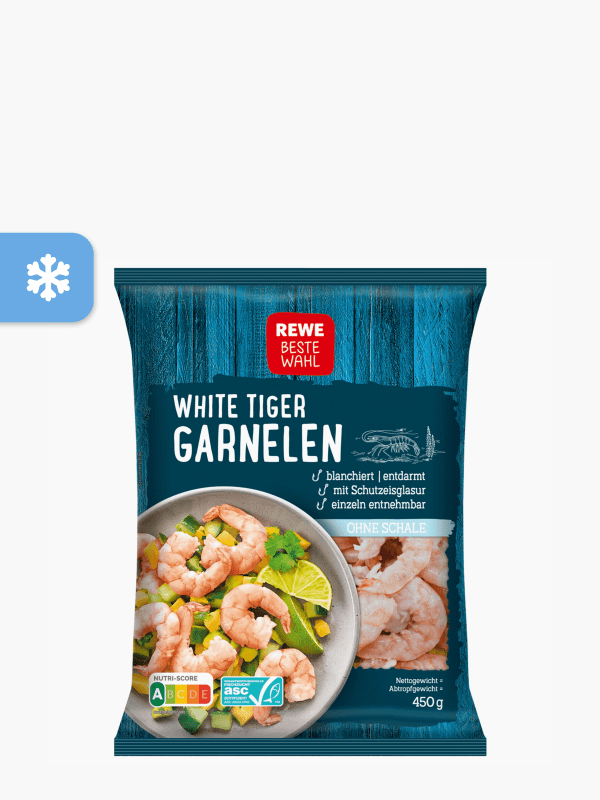 REWE
BESTE
WAHL
WHITE TIGER
GARNELEN
blanchiert | entdarmt
mit Schutzeisglasur
einzeln entnehmbar
OHNE SCHALE
NUTRI-SCORE
A B C D E
asc
Nettogewicht =
Abtropfgewicht =
450 g